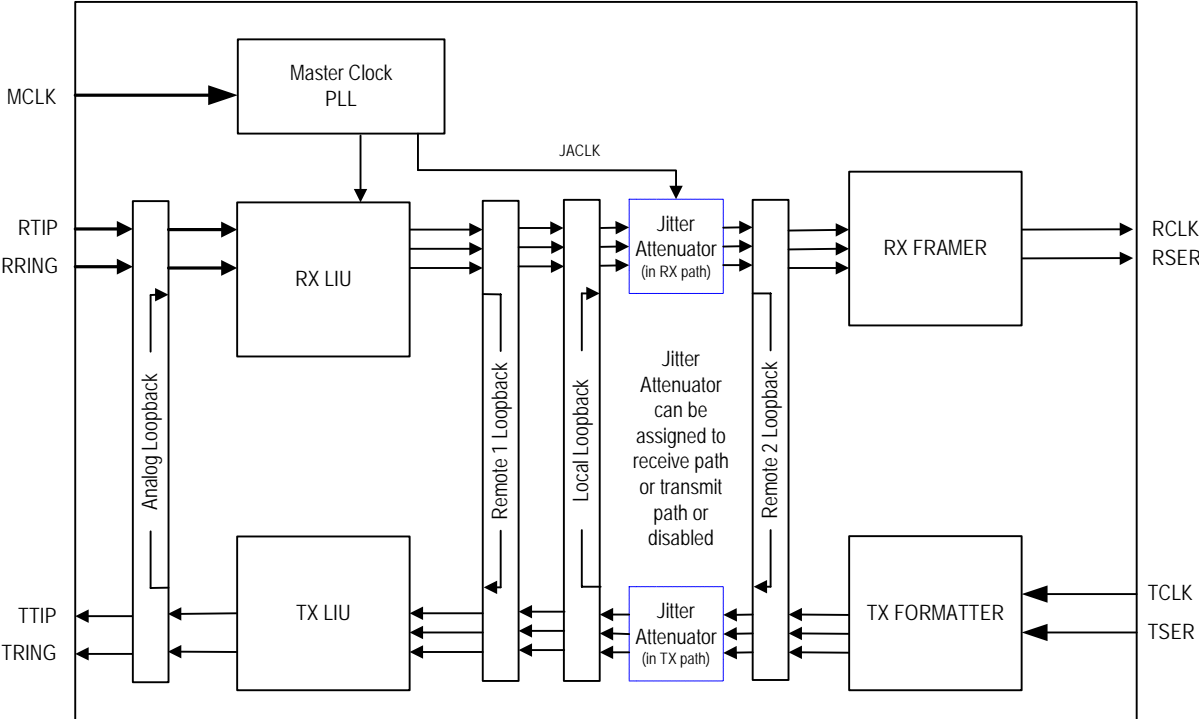 MCLK
Master Clock
PLL
JACLK
RTIP
RRING
RX LIU
Jitter
Attenuator
(in RX path)
RX FRAMER
RCLK
RSER
Analog Loopback
Remote 1 Loopback
Local Loopback
Jitter
Attenuator
can be
assigned to
receive path
or transmit
path or
disabled
Remote 2 Loopback
TTIP
TRING
TX LIU
Jitter
Attenuator
(in TX path)
TX FORMATTER
TCLK
TSER